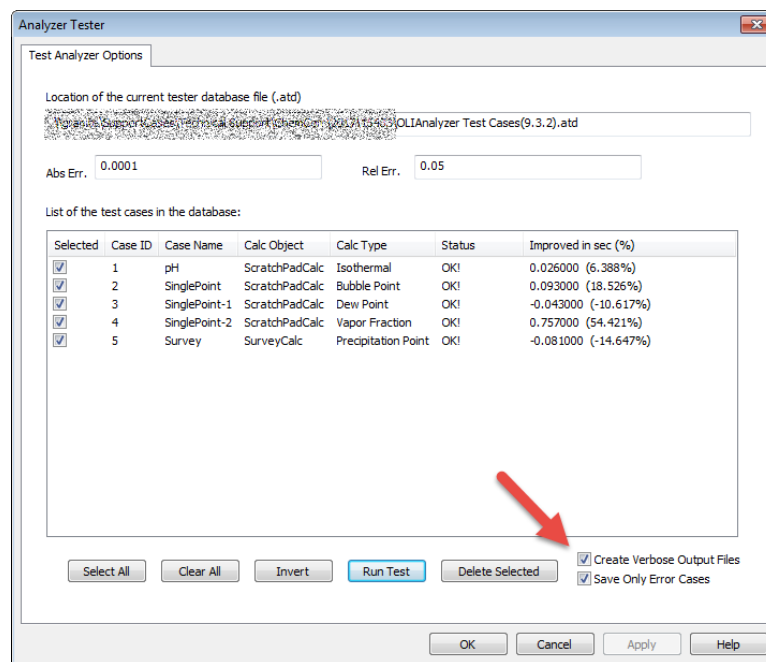 Analyzer Tester
Test Analyzer Options
Location of the current tester database file (.atd)
OLIAnalyzer Test Cases(9.3.2).atd
Abs Err. 0.0001 Rel Err. 0.05
List of the test cases in the database:
Selected Case ID Case Name Calc Object Calc Type Status Improved in sec (%)
1 pH ScratchPadCalc Isothermal OK! 0.026000 (6.388%)
2 SinglePoint ScratchPadCalc Bubble Point OK! 0.093000 (18.526%)
3 SinglePoint-1 ScratchPadCalc Dew Point OK! -0.043000 (-10.617%)
4 SinglePoint-2 ScratchPadCalc Vapor Fraction OK! 0.757000 (54.421%)
5 Survey SurveyCalc Precipitation Point OK! -0.081000 (-14.647%)
Select All Clear All Invert Run Test Delete Selected Create Verbose Output Files
Save Only Error Cases
OK Cancel Apply Help